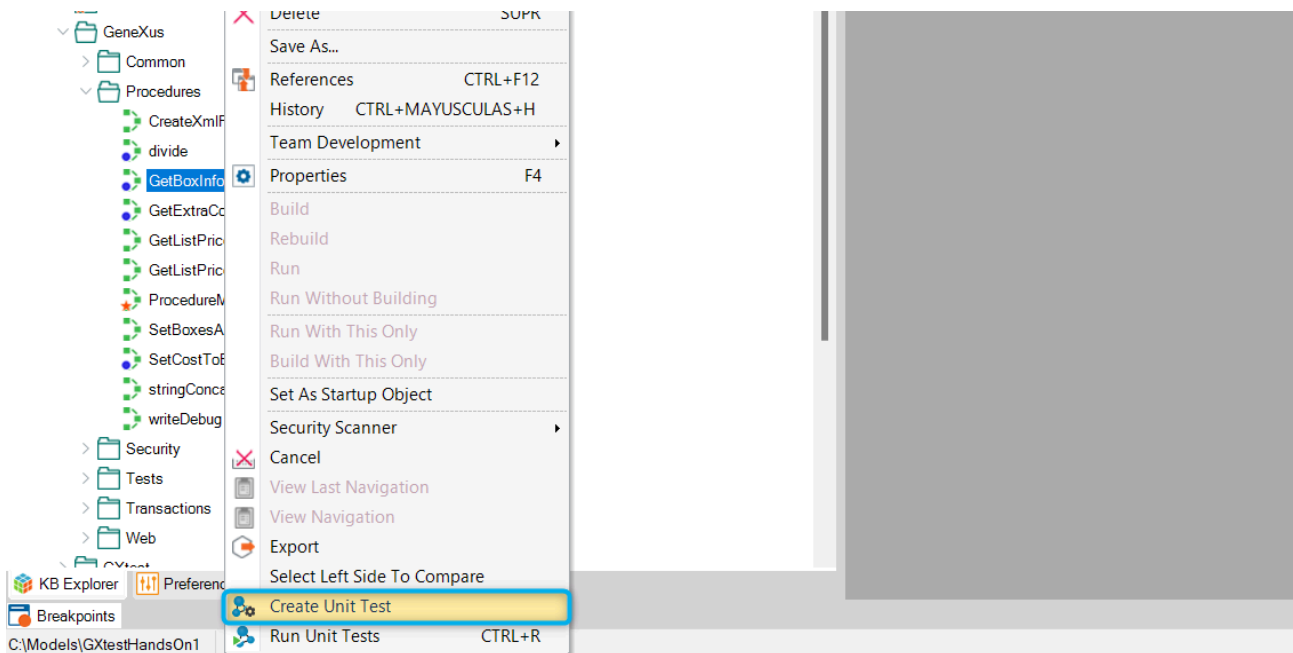 Delete SUPR
GeneXus
Save As...
Common
References CTRL+F12
Procedures
History CTRL+MAYUSCULAS+H
CreateXmlF
Team Development
divide
Properties F4
GetBoxInfo
Build
GetExtraCo
Rebuild
GetListPric
Run
GetListPric
Run Without Building
ProcedureM
Run With This Only
SetBoxesA
Build With This Only
SetCostToB
stringConca
Set As Startup Object
writeDebug
Security Scanner
Security
Cancel
Tests
View Last Navigation
Transactions
View Navigation
Web
Export
GXtest
Select Left Side To Compare
KB Explorer Preferenc
Create Unit Test
Breakpoints
Run Unit Tests CTRL+R
C:\Models\GXtestHandsOn1